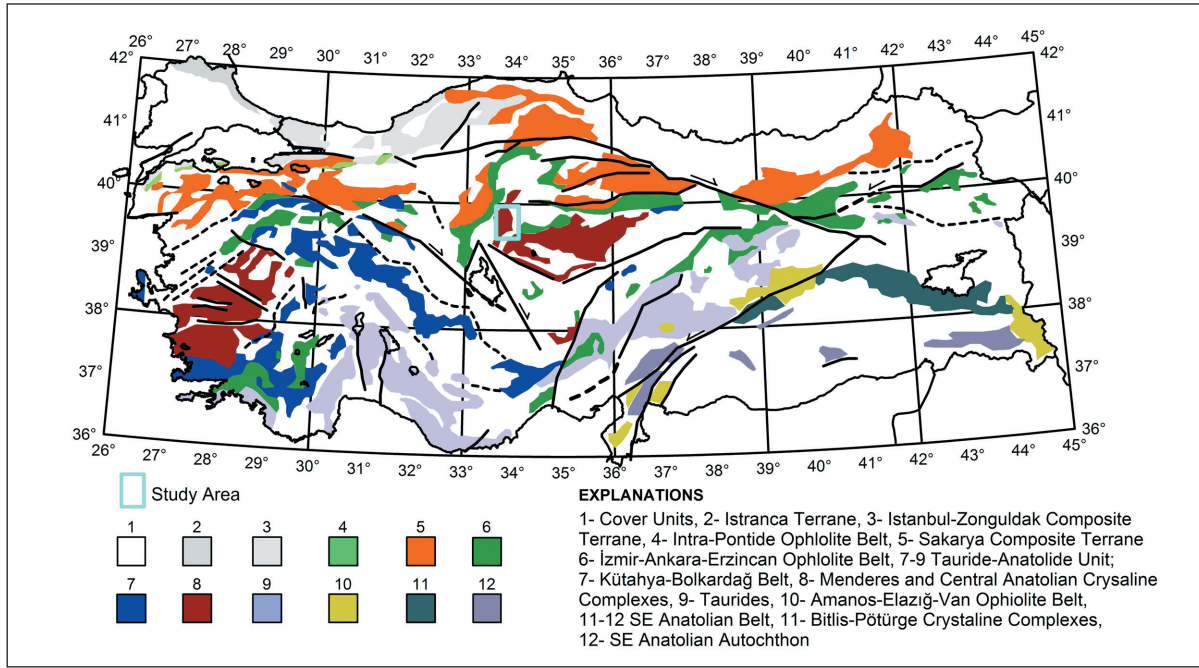 26° 27° 28° 29° 30° 31° 32° 33° 34° 35° 36° 37° 38° 39° 40° 41° 42° 43° 44° 45°
42° 42°
41° 41°
40° 40°
39° 39°
38° 38°
37° 37°
36° 36°
26° 27° 28° 29° 30° 31° 32° 33° 34° 35° 36° 37° 38° 39° 40° 41° 42° 43° 44° 45°
Study Area
1 2 3 4 5 6
7 8 9 10 11 12
EXPLANATIONS
1- Cover Units, 2- Istranca Terrane, 3- Istanbul-Zonguldak Composite
Terrane, 4- Intra-Pontide Ophlolite Belt, 5- Sakarya Composite Terrane
6- İzmir-Ankara-Erzincan Ophlolite Belt, 7-9 Tauride-Anatolide Unit;
7- Kütahya-Bolkardağ Belt, 8- Menderes and Central Anatolian Crysaline
Complexes, 9- Taurides, 10- Amanos-Elazığ-Van Ophiolite Belt,
11-12 SE Anatolian Belt, 11- Bitlis-Pötürge Crystaline Complexes,
12- SE Anatolian Autochthon